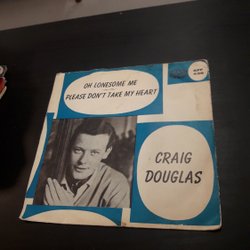 OH LONESOME ME
PLEASE DON'T TAKE MY HEART
CRAIG
DOUGLAS